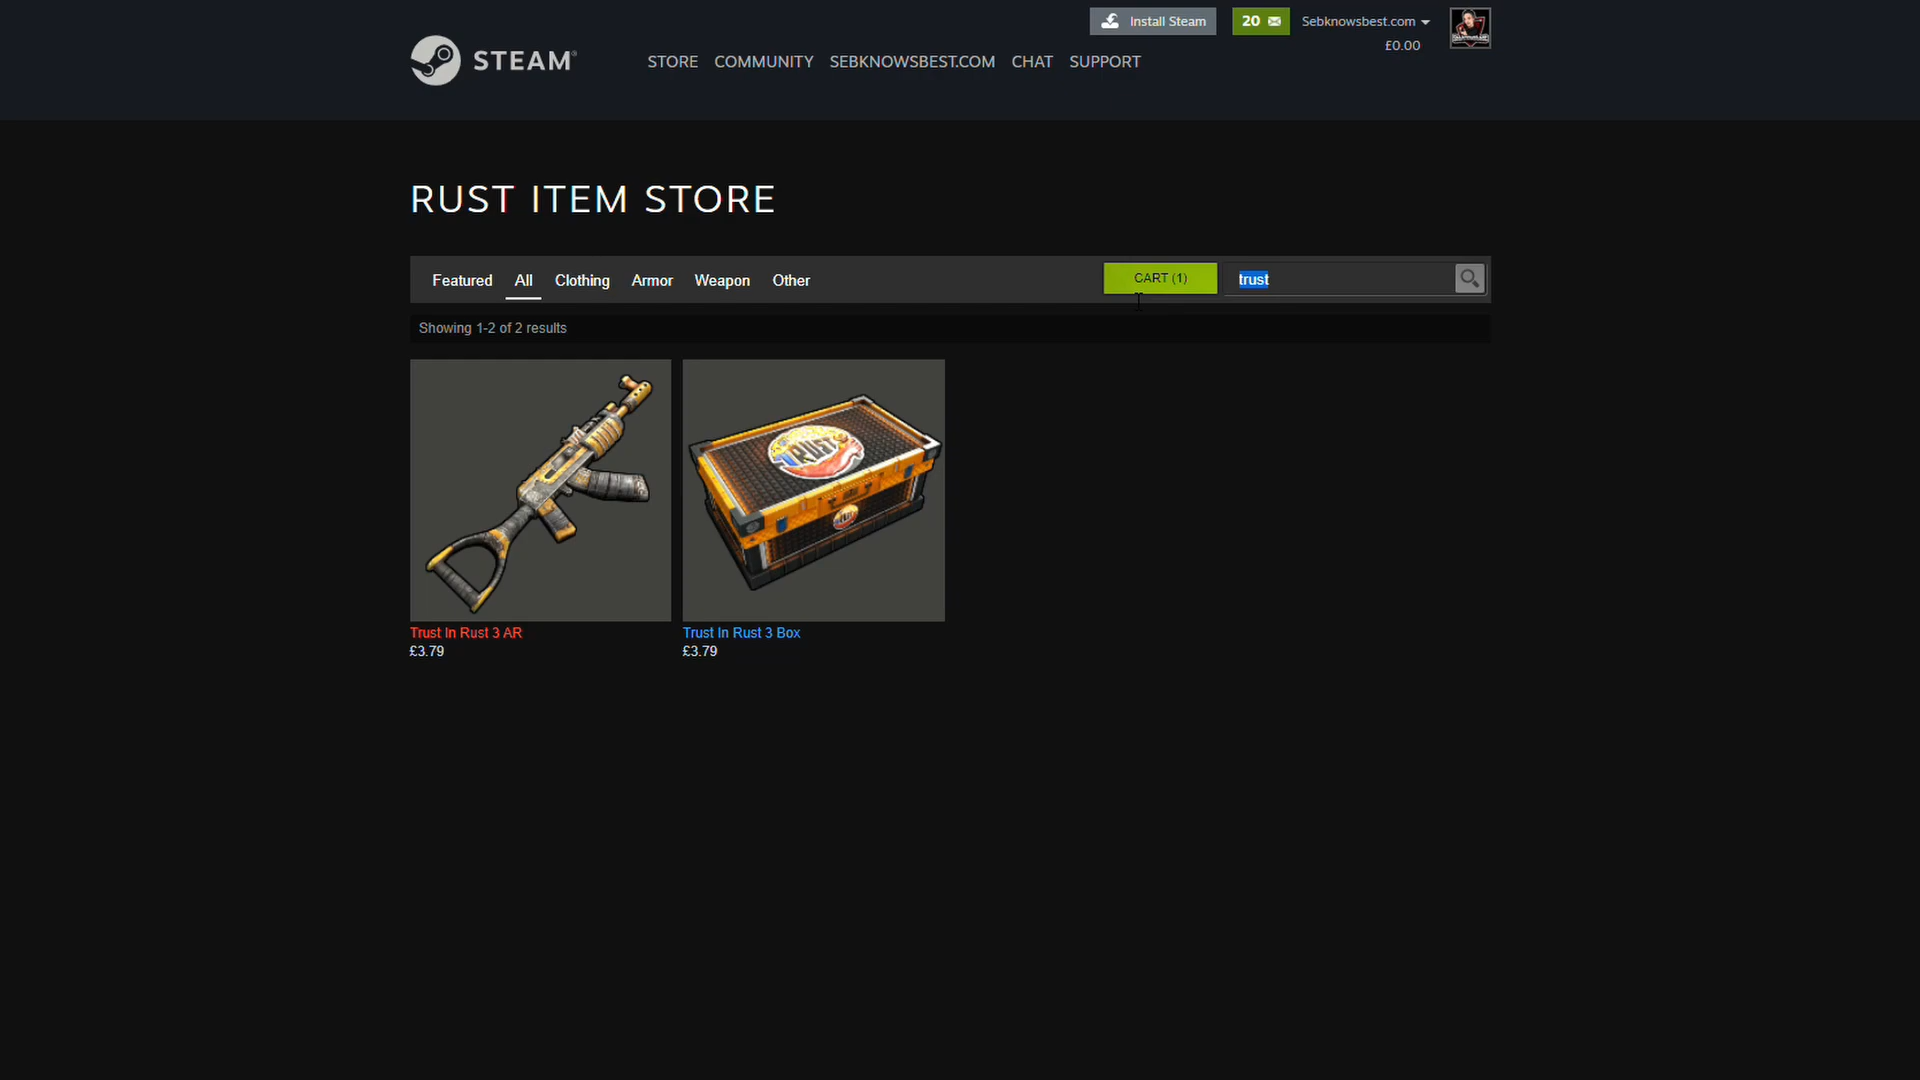 Install Steam
20
Sebknowsbest.com
£0.00
STEAM®
STORE COMMUNITY SEBKNOWSBEST.COM CHAT SUPPORT
RUST ITEM STORE
Featured All Clothing Armor Weapon Other CART (1) trust
Showing 1-2 of 2 results
TRUST
Trust In Rust 3 AR
£3.79
Trust In Rust 3 Box
£3.79